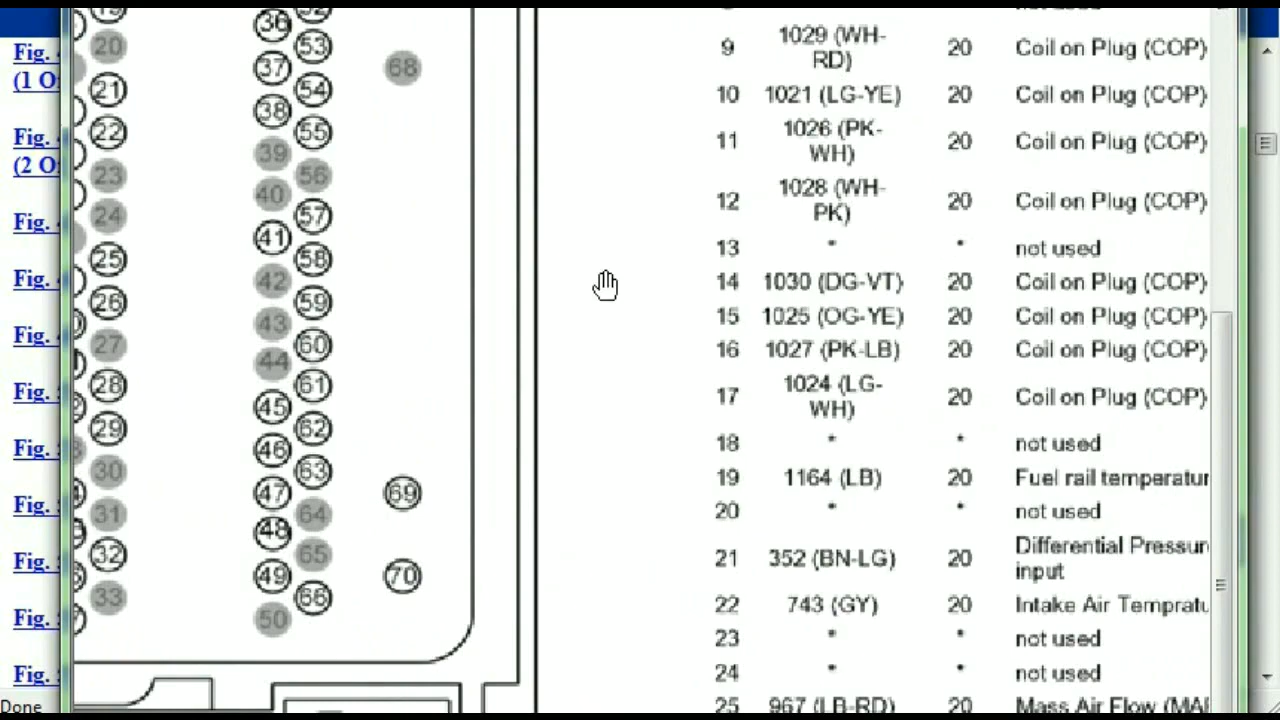 Fig.
(1 O
Fig.
(2 O
Fig.
Fig.
Fig.
Fig.
Fig.
Fig.
Fig.
Fig.
Fig.
Done
20
21
22
23
24
25
26
27
28
29
30
31
32
33
36
37
38
39
40
41
42
43
44
45
46
47
48
49
50
52
53
54
55
56
57
58
59
60
61
62
63
64
65
66
68
69
70
9 1029 (WH-RD) 20 Coil on Plug (COP)
10 1021 (LG-YE) 20 Coil on Plug (COP)
11 1026 (PK-WH) 20 Coil on Plug (COP)
12 1028 (WH-PK) 20 Coil on Plug (COP)
13 * * not used
14 1030 (DG-VT) 20 Coil on Plug (COP)
15 1025 (OG-YE) 20 Coil on Plug (COP)
16 1027 (PK-LB) 20 Coil on Plug (COP)
17 1024 (LG-WH) 20 Coil on Plug (COP)
18 * * not used
19 1164 (LB) 20 Fuel rail temperatur
20 * * not used
21 352 (BN-LG) 20 Differential Pressur
input
22 743 (GY) 20 Intake Air Tempratu
23 * * not used
24 * * not used
25 967 (LB-RD) 20 Mass Air Flow (MAF